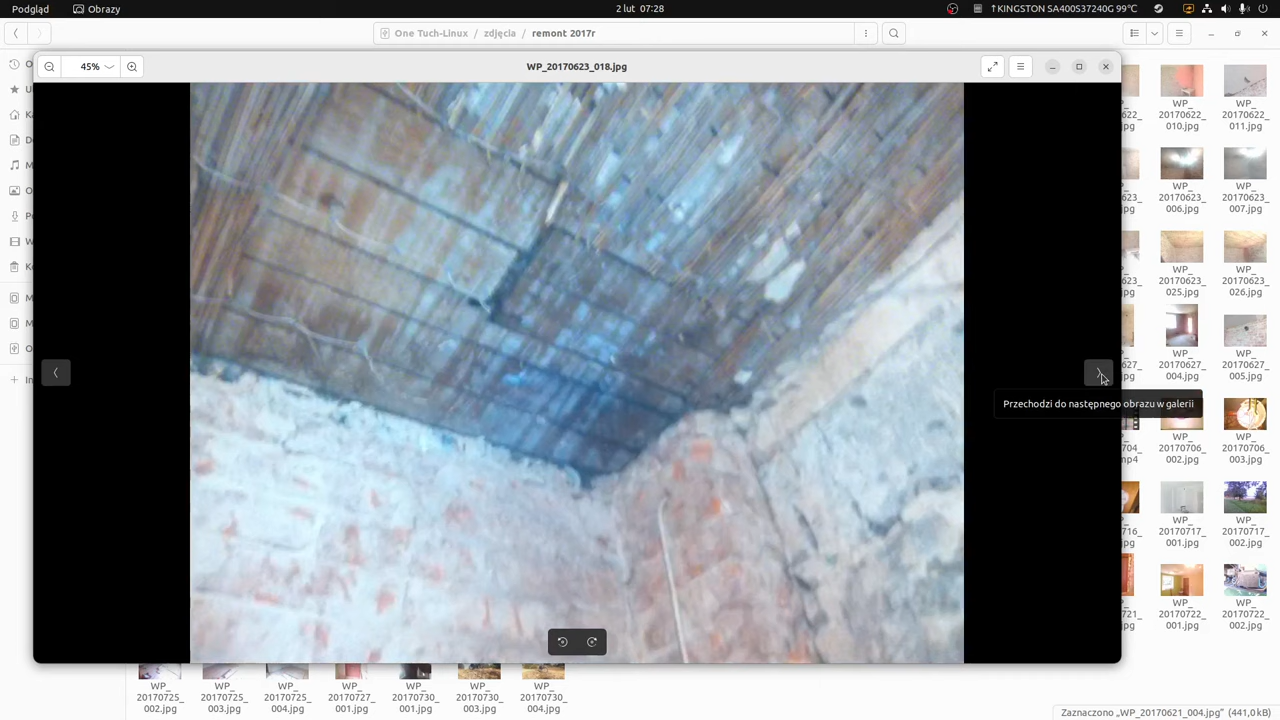 Podgląd
Obrazy
2 lut 07:28
↑KINGSTON SA400S37240G 99°C
One Tuch-Linux / zdjęcia / remont 2017r
45%
WP_20170623_018.jpg
Przechodzi do następnego obrazu w galerii
WP_
20170622_
010.jpg
WP_
20170622_
011.jpg
WP_
20170623_
006.jpg
WP_
20170623_
007.jpg
WP_
20170623_
025.jpg
WP_
20170623_
026.jpg
WP_
20170627_
004.jpg
WP_
20170627_
005.jpg
WP_
20170706_
002.jpg
WP_
20170706_
003.jpg
WP_
20170717_
001.jpg
WP_
20170717_
002.jpg
WP_
20170722_
001.jpg
WP_
20170722_
002.jpg
WP_
20170725_
002.jpg
WP_
20170725_
003.jpg
WP_
20170725_
004.jpg
WP_
20170727_
001.jpg
WP_
20170730_
001.jpg
WP_
20170730_
003.jpg
WP_
20170730_
004.jpg
Zaznaczono „WP_20170621_004.jpg” (441,0 kB)